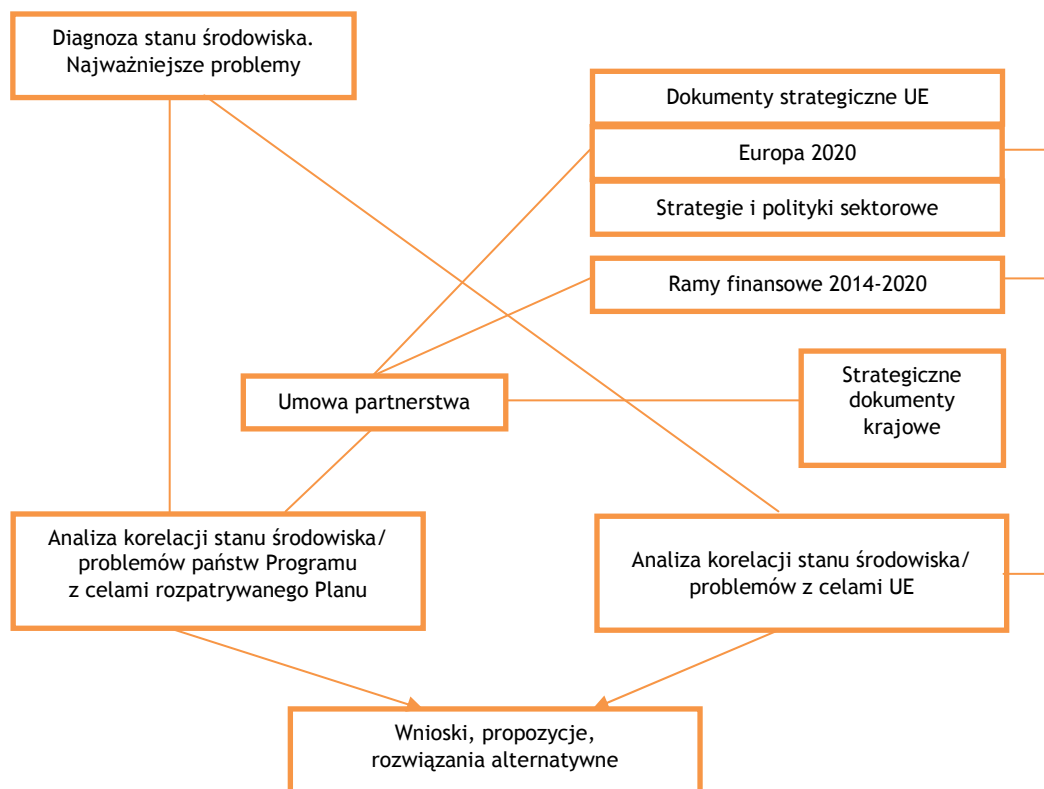 Diagnoza stanu środowiska.
Najważniejsze problemy
Dokumenty strategiczne UE
Europa 2020
Strategie i polityki sektorowe
Ramy finansowe 2014-2020
Umowa partnerstwa
Strategiczne
dokumenty
krajowe
Analiza korelacji stanu środowiska/
problemów państw Programu
z celami rozpatrywanego Planu
Analiza korelacji stanu środowiska/
problemów z celami UE
Wnioski, propozycje,
rozwiązania alternatywne